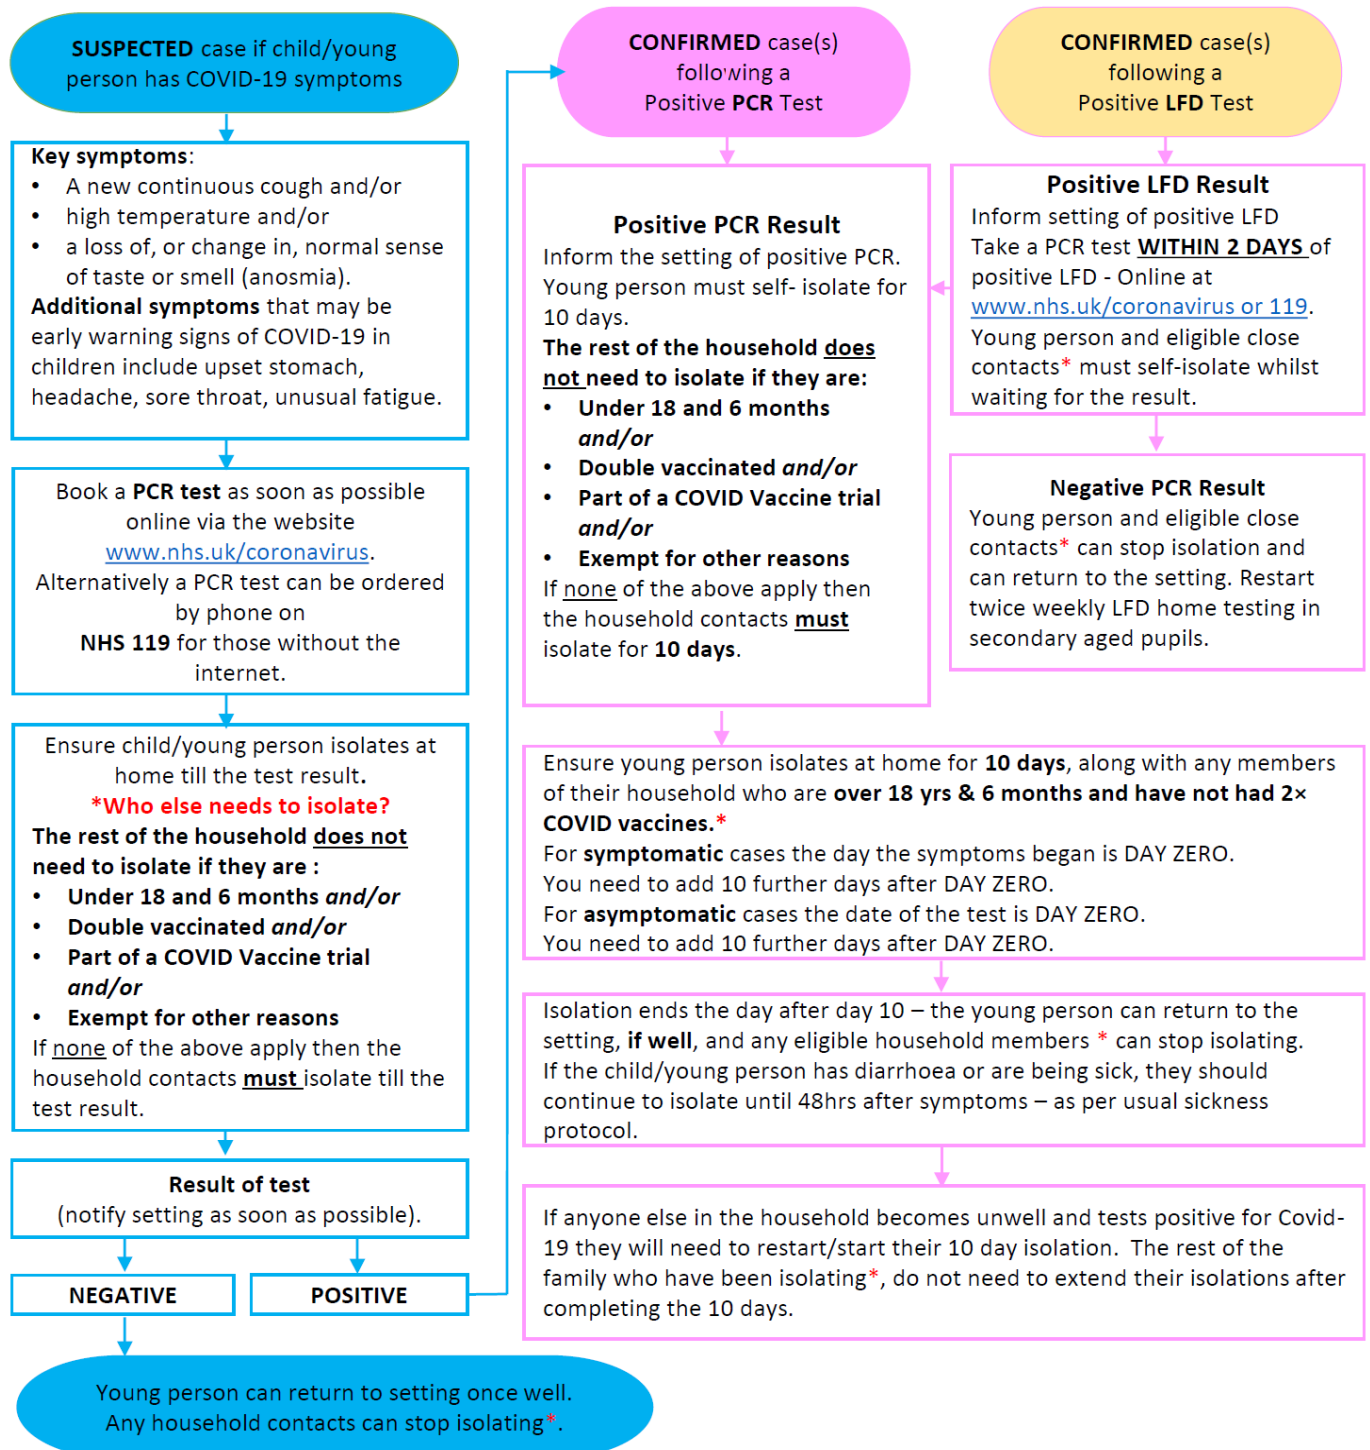 SUSPECTED case if child/young
person has COVID-19 symptoms
Key symptoms:
• A new continuous cough and/or
• high temperature and/or
• a loss of, or change in, normal sense
of taste or smell (anosmia).
Additional symptoms that may be
early warning signs of COVID-19 in
children include upset stomach,
headache, sore throat, unusual fatigue.
Book a PCR test as soon as possible
online via the website
www.nhs.uk/coronavirus.
Alternatively a PCR test can be ordered
by phone on
NHS 119 for those without the
internet.
Ensure child/young person isolates at
home till the test result.
*Who else needs to isolate?
The rest of the household does not
need to isolate if they are :
• Under 18 and 6 months and/or
• Double vaccinated and/or
• Part of a COVID Vaccine trial
and/or
• Exempt for other reasons
If none of the above apply then the
household contacts must isolate till the
test result.
Result of test
(notify setting as soon as possible).
NEGATIVE
POSITIVE
Young person can return to setting once well.
Any household contacts can stop isolating*.
CONFIRMED case(s)
following a
Positive PCR Test
Positive PCR Result
Inform the setting of positive PCR.
Young person must self- isolate for
10 days.
The rest of the household does
not need to isolate if they are:
• Under 18 and 6 months
and/or
• Double vaccinated and/or
• Part of a COVID Vaccine trial
and/or
• Exempt for other reasons
If none of the above apply then
the household contacts must
isolate for 10 days.
CONFIRMED case(s)
following a
Positive LFD Test
Positive LFD Result
Inform setting of positive LFD
Take a PCR test WITHIN 2 DAYS of
positive LFD - Online at
www.nhs.uk/coronavirus or 119.
Young person and eligible close
contacts* must self-isolate whilst
waiting for the result.
Negative PCR Result
Young person and eligible close
contacts* can stop isolation and
can return to the setting. Restart
twice weekly LFD home testing in
secondary aged pupils.
Ensure young person isolates at home for 10 days, along with any members
of their household who are over 18 yrs & 6 months and have not had 2×
COVID vaccines.*
For symptomatic cases the day the symptoms began is DAY ZERO.
You need to add 10 further days after DAY ZERO.
For asymptomatic cases the date of the test is DAY ZERO.
You need to add 10 further days after DAY ZERO.
Isolation ends the day after day 10 – the young person can return to the
setting, if well, and any eligible household members * can stop isolating.
If the child/young person has diarrhoea or are being sick, they should
continue to isolate until 48hrs after symptoms – as per usual sickness
protocol.
If anyone else in the household becomes unwell and tests positive for Covid-
19 they will need to restart/start their 10 day isolation. The rest of the
family who have been isolating*, do not need to extend their isolations after
completing the 10 days.